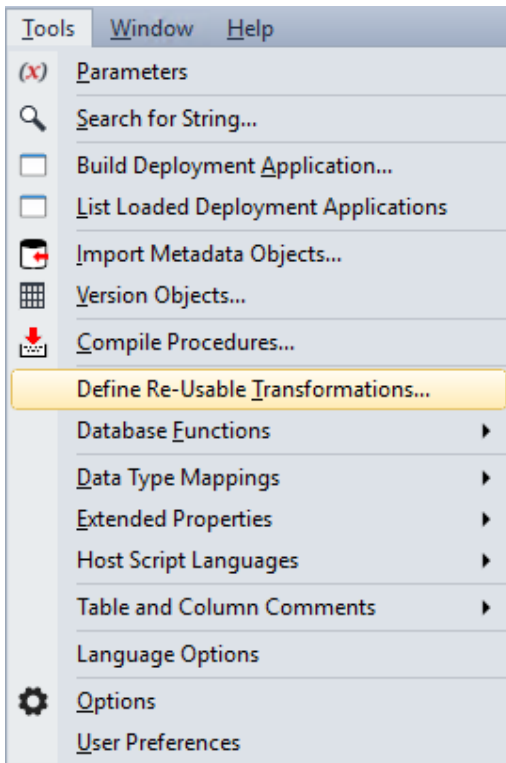 Tools Window Help
(x) Parameters
Search for String...
Build Deployment Application...
List Loaded Deployment Applications
Import Metadata Objects...
Version Objects...
Compile Procedures...
Define Re-Usable Transformations...
Database Functions
Data Type Mappings
Extended Properties
Host Script Languages
Table and Column Comments
Language Options
Options
User Preferences